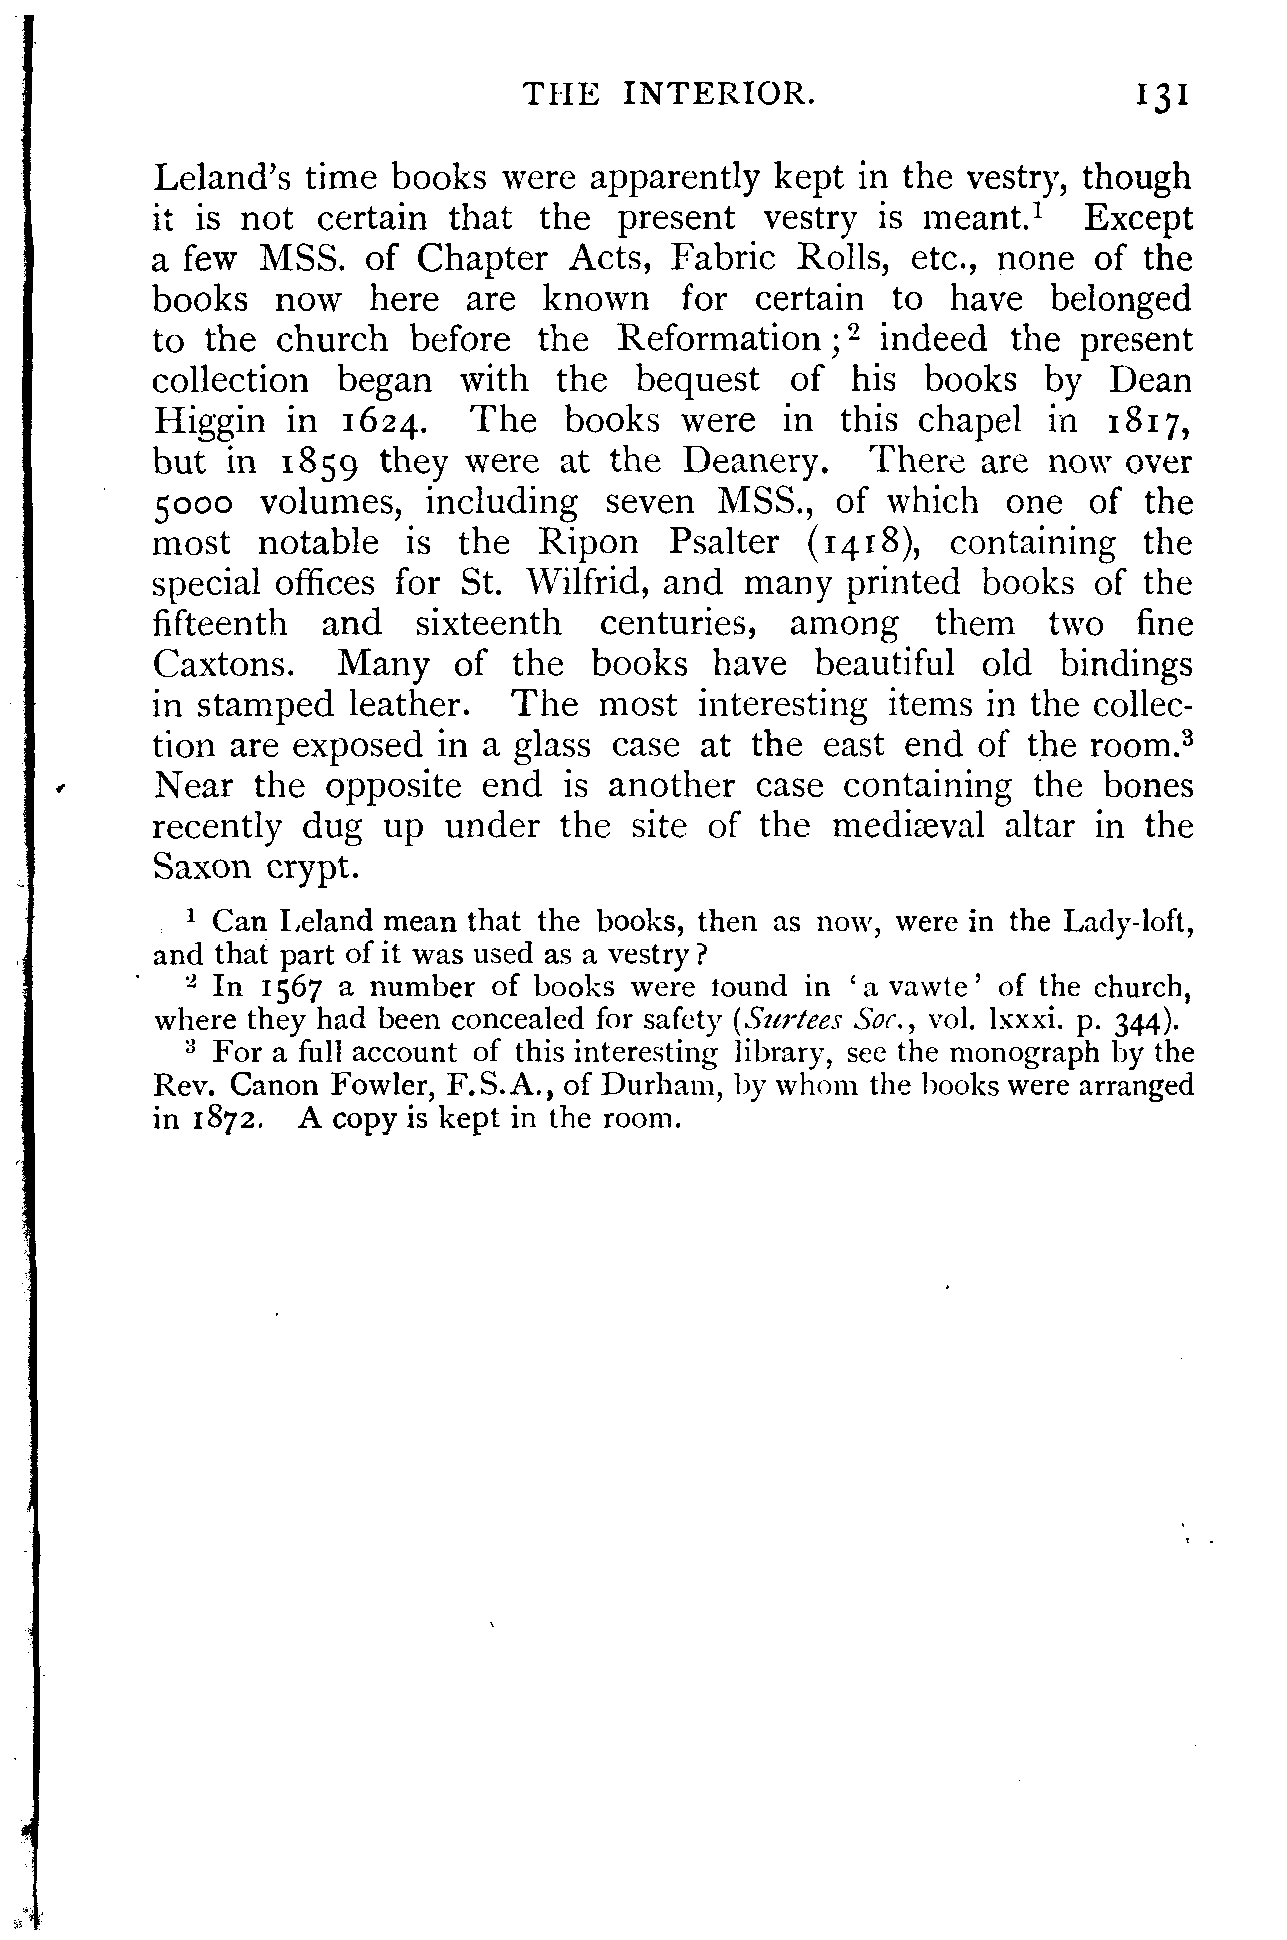 THE INTERIOR. 131
Leland's time books were apparently kept in the vestry, though
it is not certain that the present vestry is meant.¹ Except
a few MSS. of Chapter Acts, Fabric Rolls, etc., none of the
books now here are known for certain to have belonged
to the church before the Reformation ;² indeed the present
collection began with the bequest of his books by Dean
Higgin in 1624. The books were in this chapel in 1817,
but in 1859 they were at the Deanery. There are now over
5000 volumes, including seven MSS., of which one of the
most notable is the Ripon Psalter (1418), containing the
special offices for St. Wilfrid, and many printed books of the
fifteenth and sixteenth centuries, among them two fine
Caxtons. Many of the books have beautiful old bindings
in stamped leather. The most interesting items in the collec-
tion are exposed in a glass case at the east end of the room.³
Near the opposite end is another case containing the bones
recently dug up under the site of the mediæval altar in the
Saxon crypt.
¹ Can Leland mean that the books, then as now, were in the Lady-loft,
and that part of it was used as a vestry?
² In 1567 a number of books were found in ‘a vawte’ of the church,
where they had been concealed for safety (Surtees Soc., vol. lxxxi. p. 344).
³ For a full account of this interesting library, see the monograph by the
Rev. Canon Fowler, F.S.A., of Durham, by whom the books were arranged
in 1872. A copy is kept in the room.